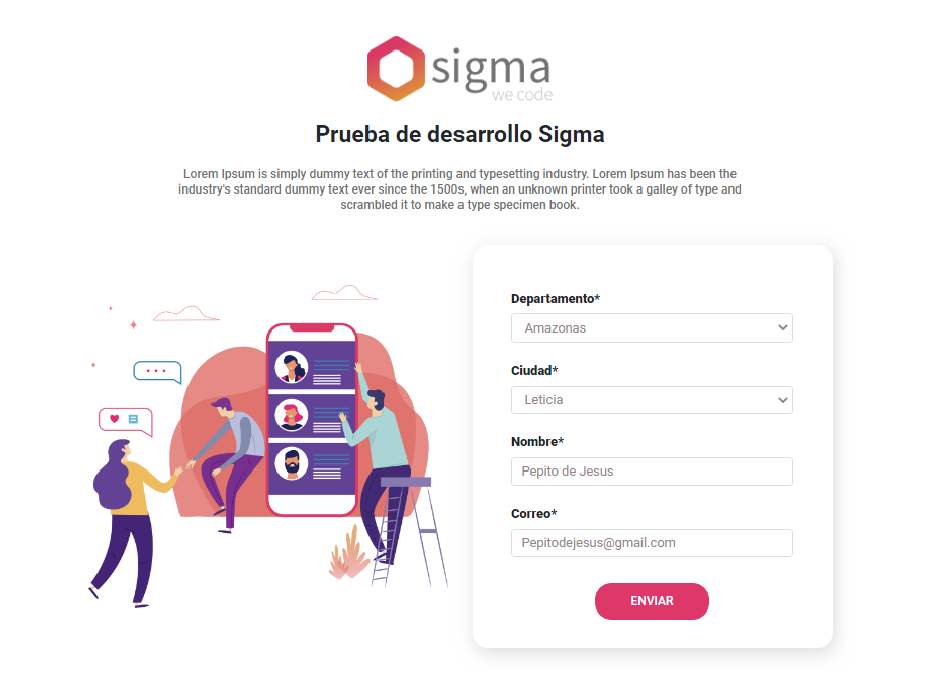 sigma
we code
Prueba de desarrollo Sigma
Lorem Ipsum is simply dummy text of the printing and typesetting industry. Lorem Ipsum has been the
industry's standard dummy text ever since the 1500s, when an unknown printer took a galley of type and
scrambled it to make a type specimen book.
Departamento*
Amazonas
Ciudad*
Leticia
Nombre*
Pepito de Jesus
Correo*
Pepitodejesus@gmail.com
ENVIAR